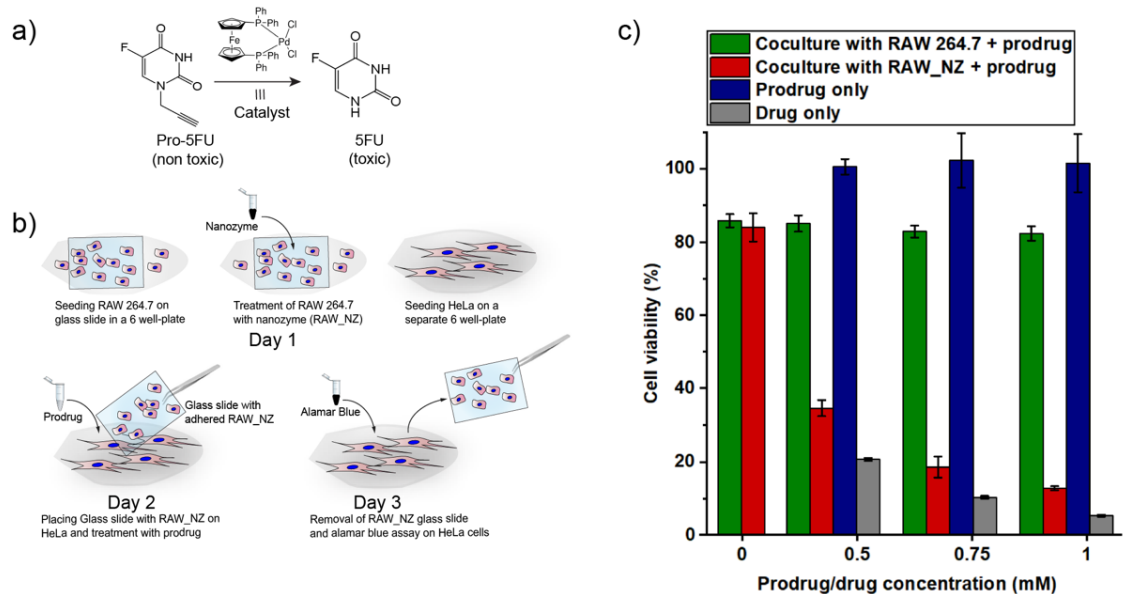 a)
F
O
NH
N
O
Pro-5FU
(non toxic)
Fe
Ph
Ph
P
Cl
Pd
Cl
P
Ph
Ph
Catalyst
F
O
NH
N
H
O
5FU
(toxic)
b)
Seeding RAW 264.7 on
glass slide in a 6 well-plate
Nanozyme
Treatment of RAW 264.7
with nanozyme (RAW_NZ)
Seeding HeLa on a
separate 6 well-plate
Day 1
Prodrug
Glass slide with
adhered RAW_NZ
Day 2
Placing Glass slide with RAW_NZ on
HeLa and treatment with prodrug
Alamar Blue
Day 3
Removal of RAW_NZ glass slide
and alamar blue assay on HeLa cells
c)
Coculture with RAW 264.7 + prodrug
Coculture with RAW_NZ + prodrug
Prodrug only
Drug only
Cell viability (%)
100
80
60
40
20
0
0
0.5
0.75
1
Prodrug/drug concentration (mM)